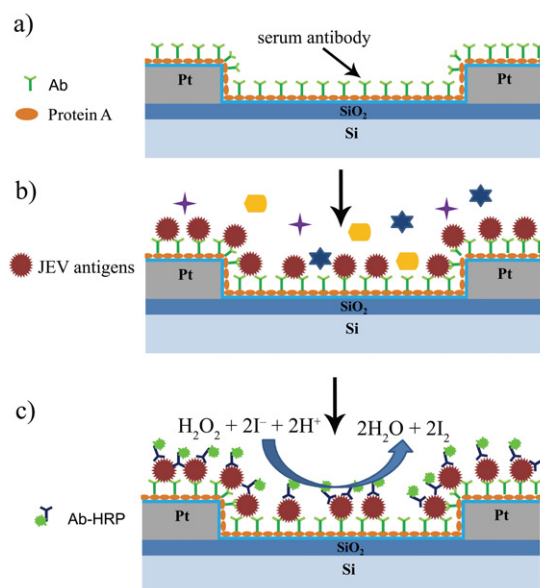 a)
serum antibody
Pt
Pt
Ab
Protein A
SiO₂
Si
b)
JEV antigens
Pt
Pt
SiO₂
Si
c)
H₂O₂ + 2I⁻ + 2H⁺
2H₂O + 2I₂
Ab-HRP
Pt
Pt
SiO₂
Si